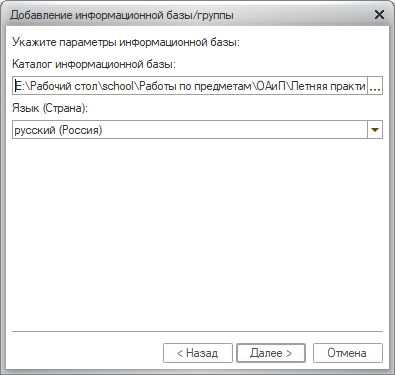 Добавление информационной базы/группы
Укажите параметры информационной базы:
Каталог информационной базы:
E:\Рабочий стол\school\Работы по предметам\ОАиП\Летняя практи ...
Язык (Страна):
русский (Россия)
< Назад Далее > Отмена